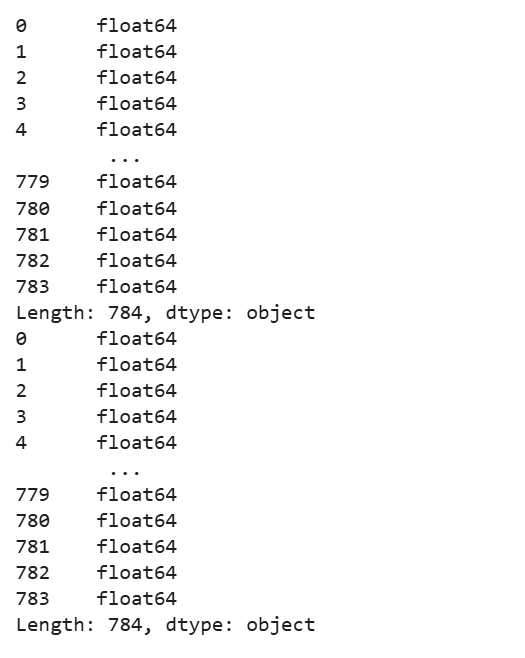 0      float64
1      float64
2      float64
3      float64
4      float64
        ...
779    float64
780    float64
781    float64
782    float64
783    float64
Length: 784, dtype: object
0      float64
1      float64
2      float64
3      float64
4      float64
        ...
779    float64
780    float64
781    float64
782    float64
783    float64
Length: 784, dtype: object